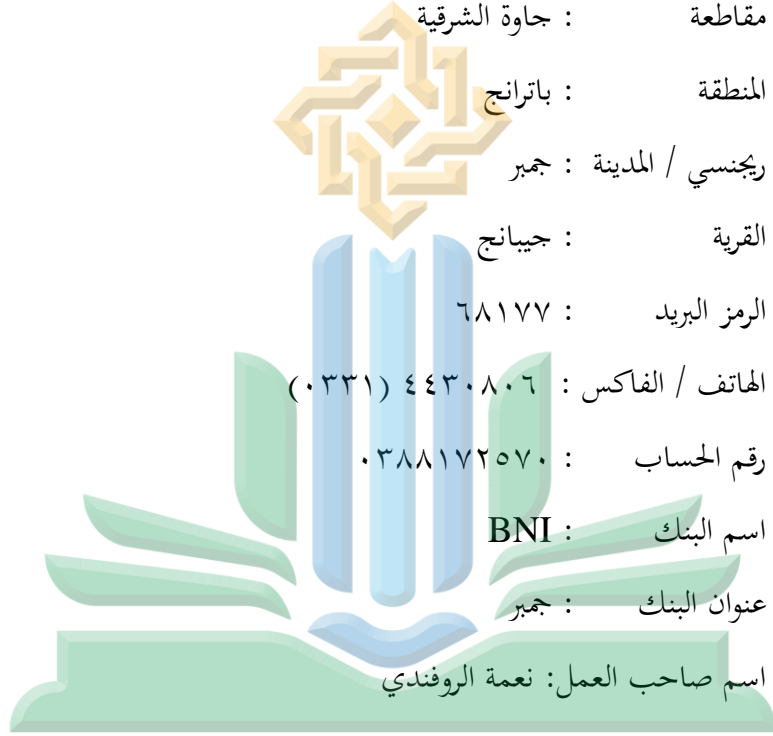 مقاطعة : جاوة الشرقية
المنطقة : باترانج
ريجنسي / المدينة : جمبر
القرية : جيبانج
الرمز البريد : ٦٨١٧٧
الهاتف / الفاكس : ٤٤٣٠٨٠٦ (٠٣٣١)
رقم الحساب : ٠٣٨٨١٧٢٥٧٠
اسم البنك : BNI
عنوان البنك : جمبر
اسم صاحب العمل: نعمة الروفندي